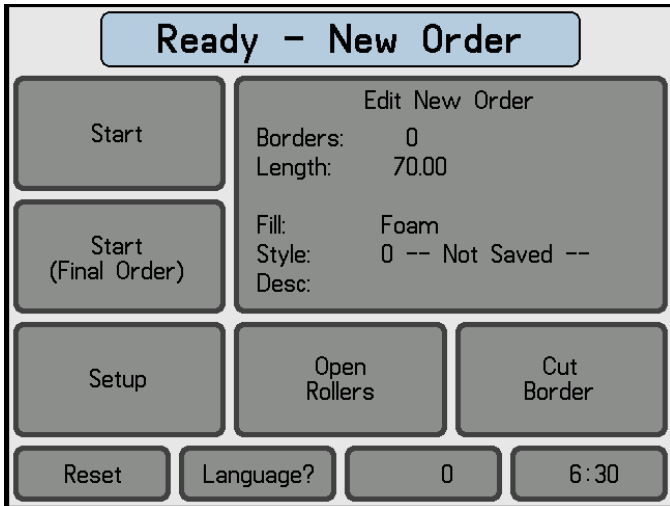 Ready - New Order
Start
Edit New Order
Borders: 0
Length: 70.00
Fill: Foam
Style: 0 -- Not Saved --
Desc:
Start
(Final Order)
Setup
Open
Rollers
Cut
Border
Reset
Language?
0
6:30